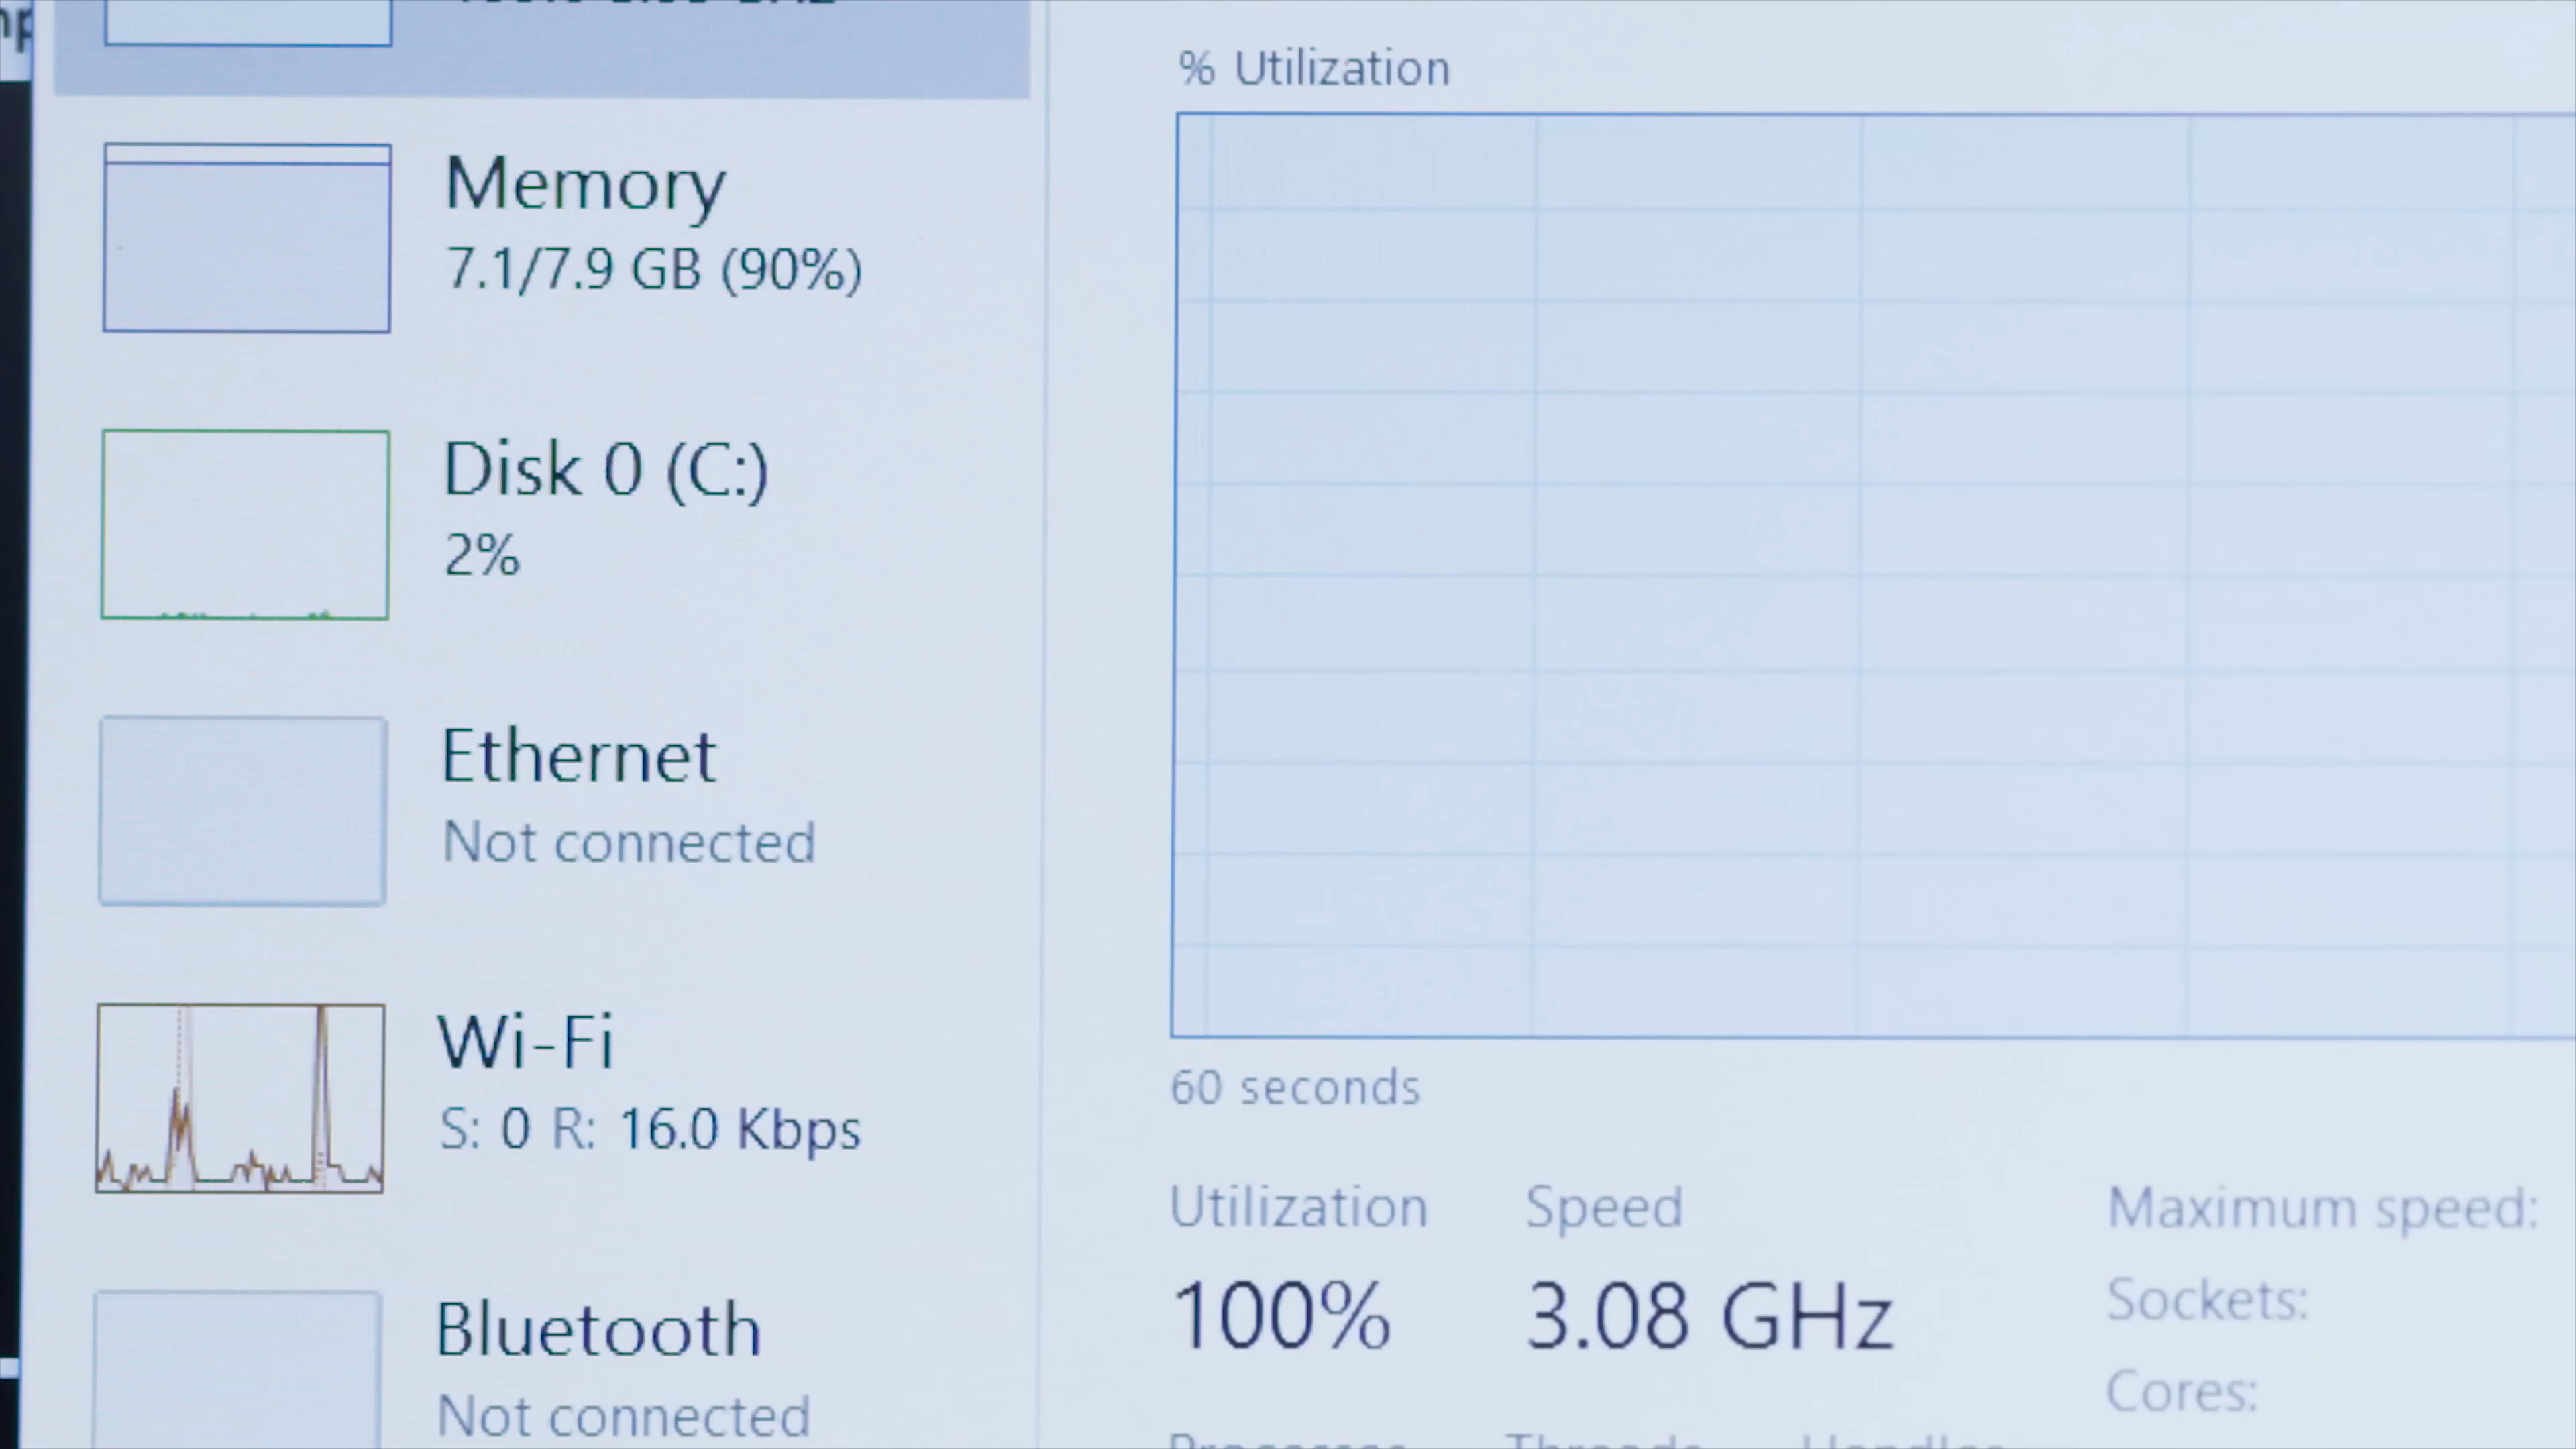 % Utilization
Memory
7.1/7.9 GB (90%)
Disk 0 (C:)
2%
Ethernet
Not connected
Wi-Fi
S: 0 R: 16.0 Kbps
Bluetooth
Not connected
60 seconds
Utilization
Speed
Maximum speed:
100%
3.08 GHz
Sockets:
Cores: